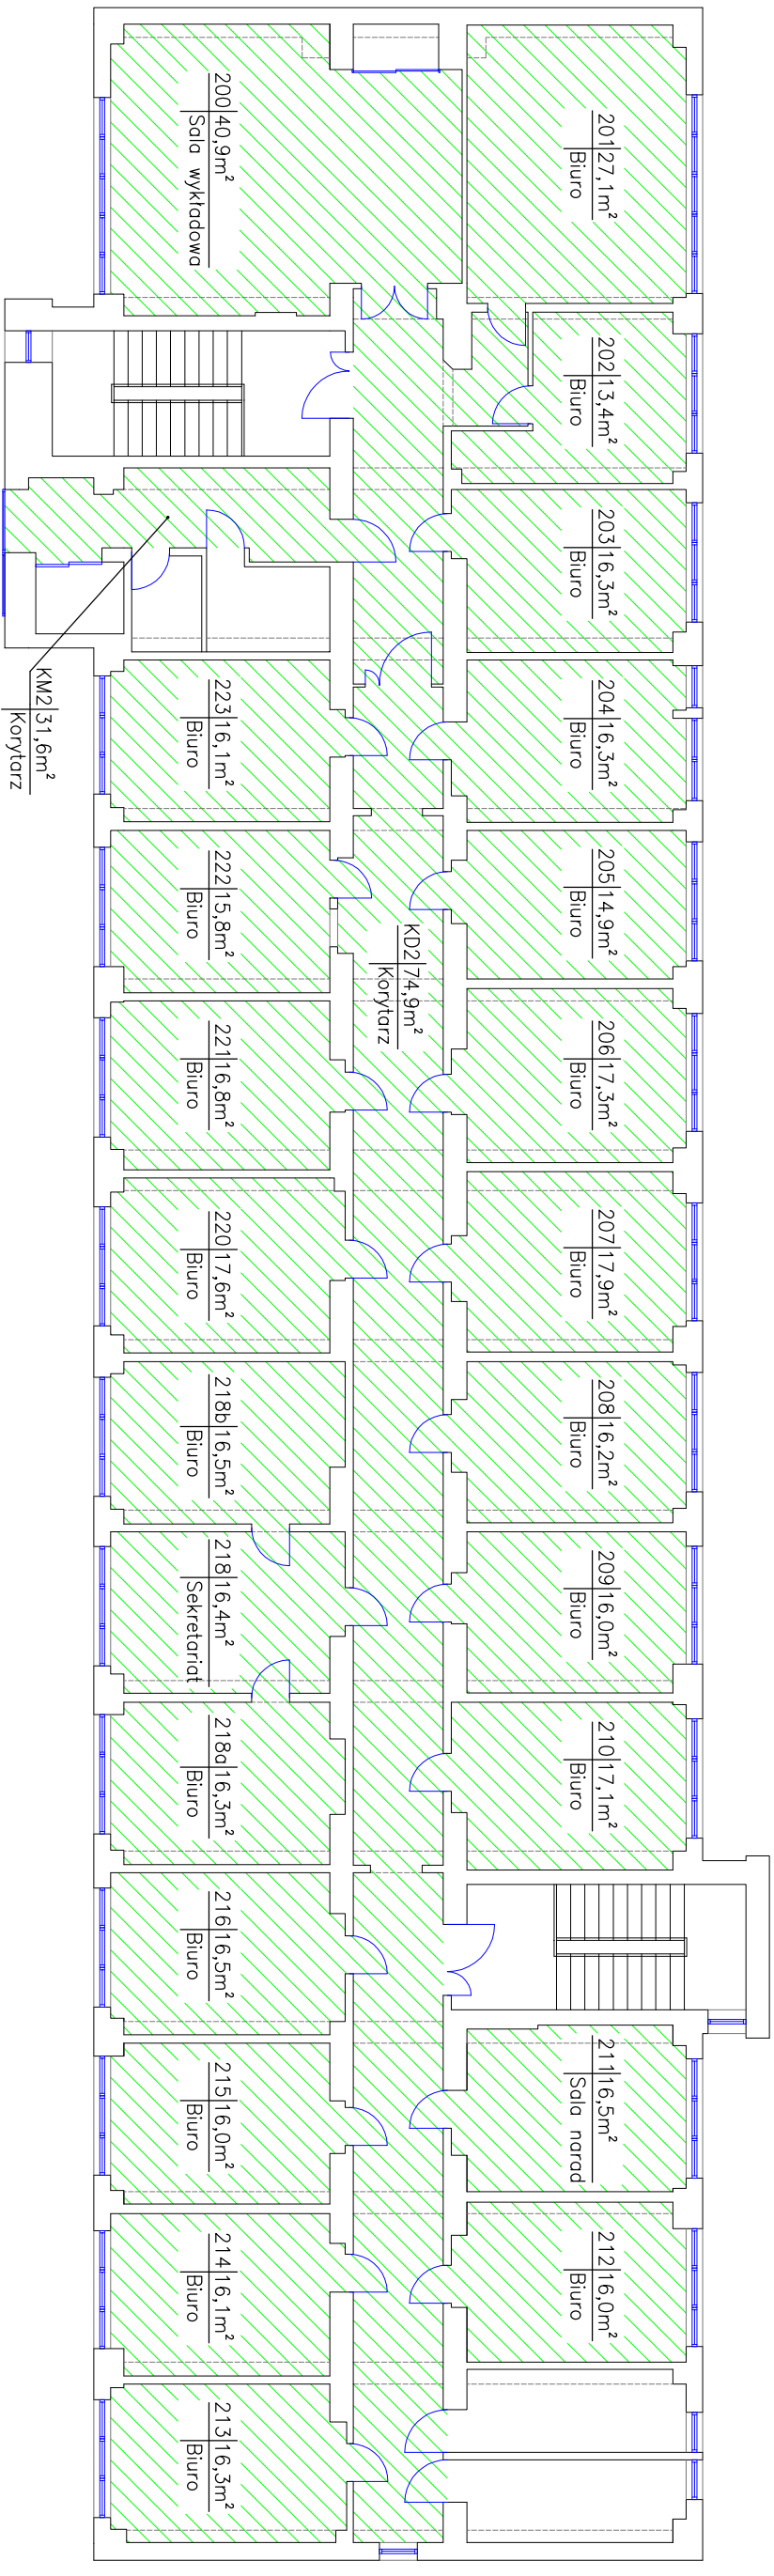 201 27,1m²
Biuro
202 13,4m²
Biuro
203 16,3m²
Biuro
204 16,3m²
Biuro
205 14,9m²
Biuro
206 17,3m²
Biuro
207 17,9m²
Biuro
208 16,2m²
Biuro
209 16,0m²
Biuro
210 17,1m²
Biuro
211 16,5m²
Sala narad
212 16,0m²
Biuro
KD2 74,9m²
Korytarz
200 40,9m²
Sala wykładowa
223 16,1m²
Biuro
222 15,8m²
Biuro
221 16,8m²
Biuro
220 17,6m²
Biuro
218b 16,5m²
Biuro
218 16,4m²
Sekretariat
218a 16,3m²
Biuro
216 16,5m²
Biuro
215 16,0m²
Biuro
214 16,1m²
Biuro
213 16,3m²
Biuro
KM2 31,6m²
Korytarz